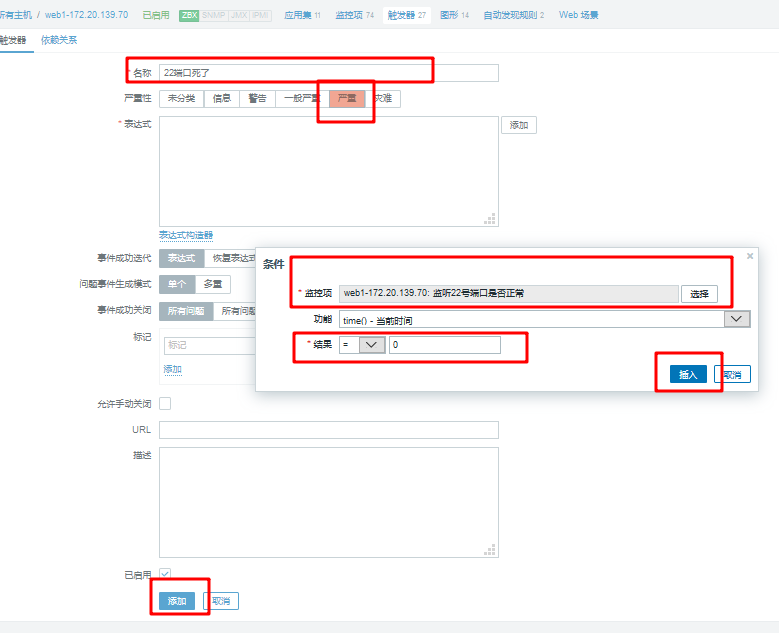 所有主机 / web1-172.20.139.70 已启用 ZBX SNMP JMX IPMI 应用集 11 监控项 74 触发器 27 图形 14 自动发现规则 2 Web 场景
触发器 依赖关系
* 名称 22端口死了
严重性 未分类 信息 警告 一般严重 严重 灾难
* 表达式 添加
表达式构造器
事件成功迭代 表达式 恢复表达式
问题事件生成模式 单个 多重
事件成功关闭 所有问题 所有问题
标记 标记
添加
条件
* 监控项 web1-172.20.139.70: 监听22号端口是否正常 选择
功能 time() - 当前时间
* 结果 = 0
插入 取消
允许手动关闭
URL
描述
已启用
添加 取消